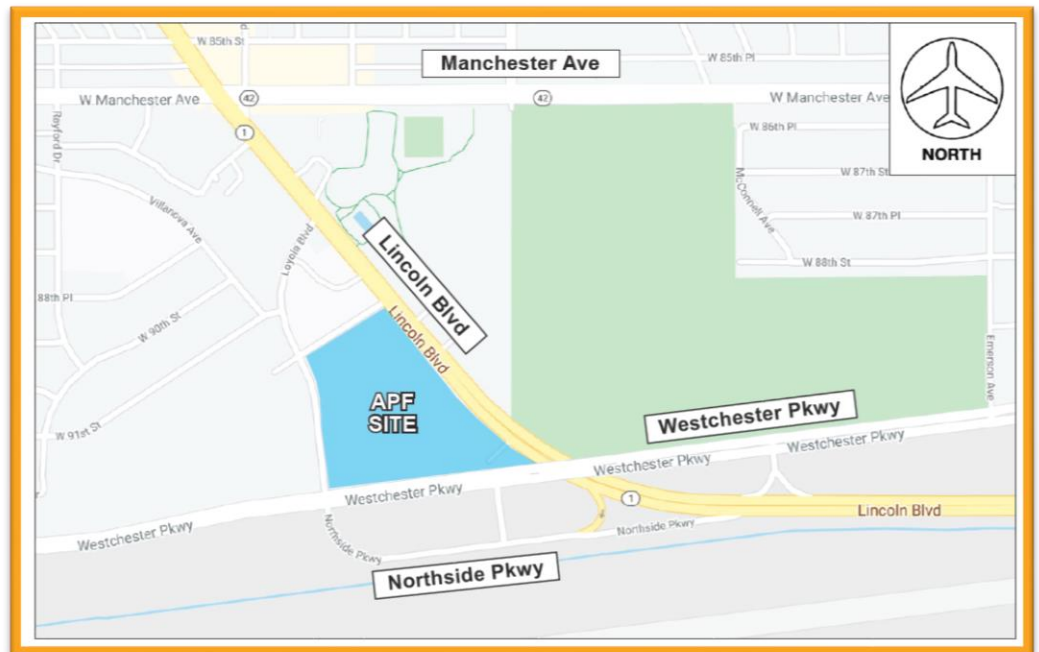 W 85th St
Manchester Ave
W 85th Pl
W Manchester Ave
42
42
W Manchester Ave
NORTH
1
Rayford Dr
W 86th Pl
W 87th St
McConnell Ave
Villanova Ave
Loyola Blvd
W 87th Pl
Lincoln Blvd
W 88th St
88th Pl
W 90th St
Lincoln Blvd
Emerson Ave
APF
SITE
W 91st St
Westchester Pkwy
Westchester Pkwy
Westchester Pkwy
Westchester Pkwy
1
Lincoln Blvd
Westchester Pkwy
Northside Pkwy
Northside Pkwy
Northside Pkwy